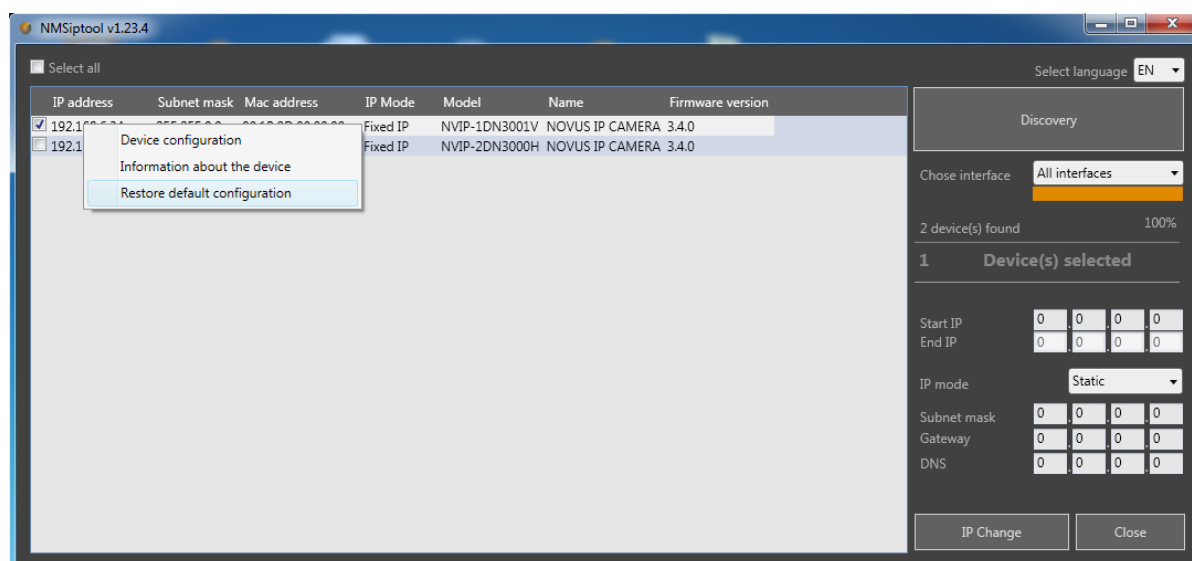 NMSiptool v1.23.4
Select all
Select language EN
IP address Subnet mask Mac address IP Mode Model Name Firmware version
Fixed IP NVIP-1DN3001V NOVUS IP CAMERA 3.4.0
192.1 Fixed IP NVIP-2DN3000H NOVUS IP CAMERA 3.4.0
Device configuration
Information about the device
Restore default configuration
Discovery
Chose interface All interfaces
2 device(s) found 100%
1 Device(s) selected
Start IP 0 . 0 . 0 . 0
End IP 0 . 0 . 0 . 0
IP mode Static
Subnet mask 0 . 0 . 0 . 0
Gateway 0 . 0 . 0 . 0
DNS 0 . 0 . 0 . 0
IP Change Close